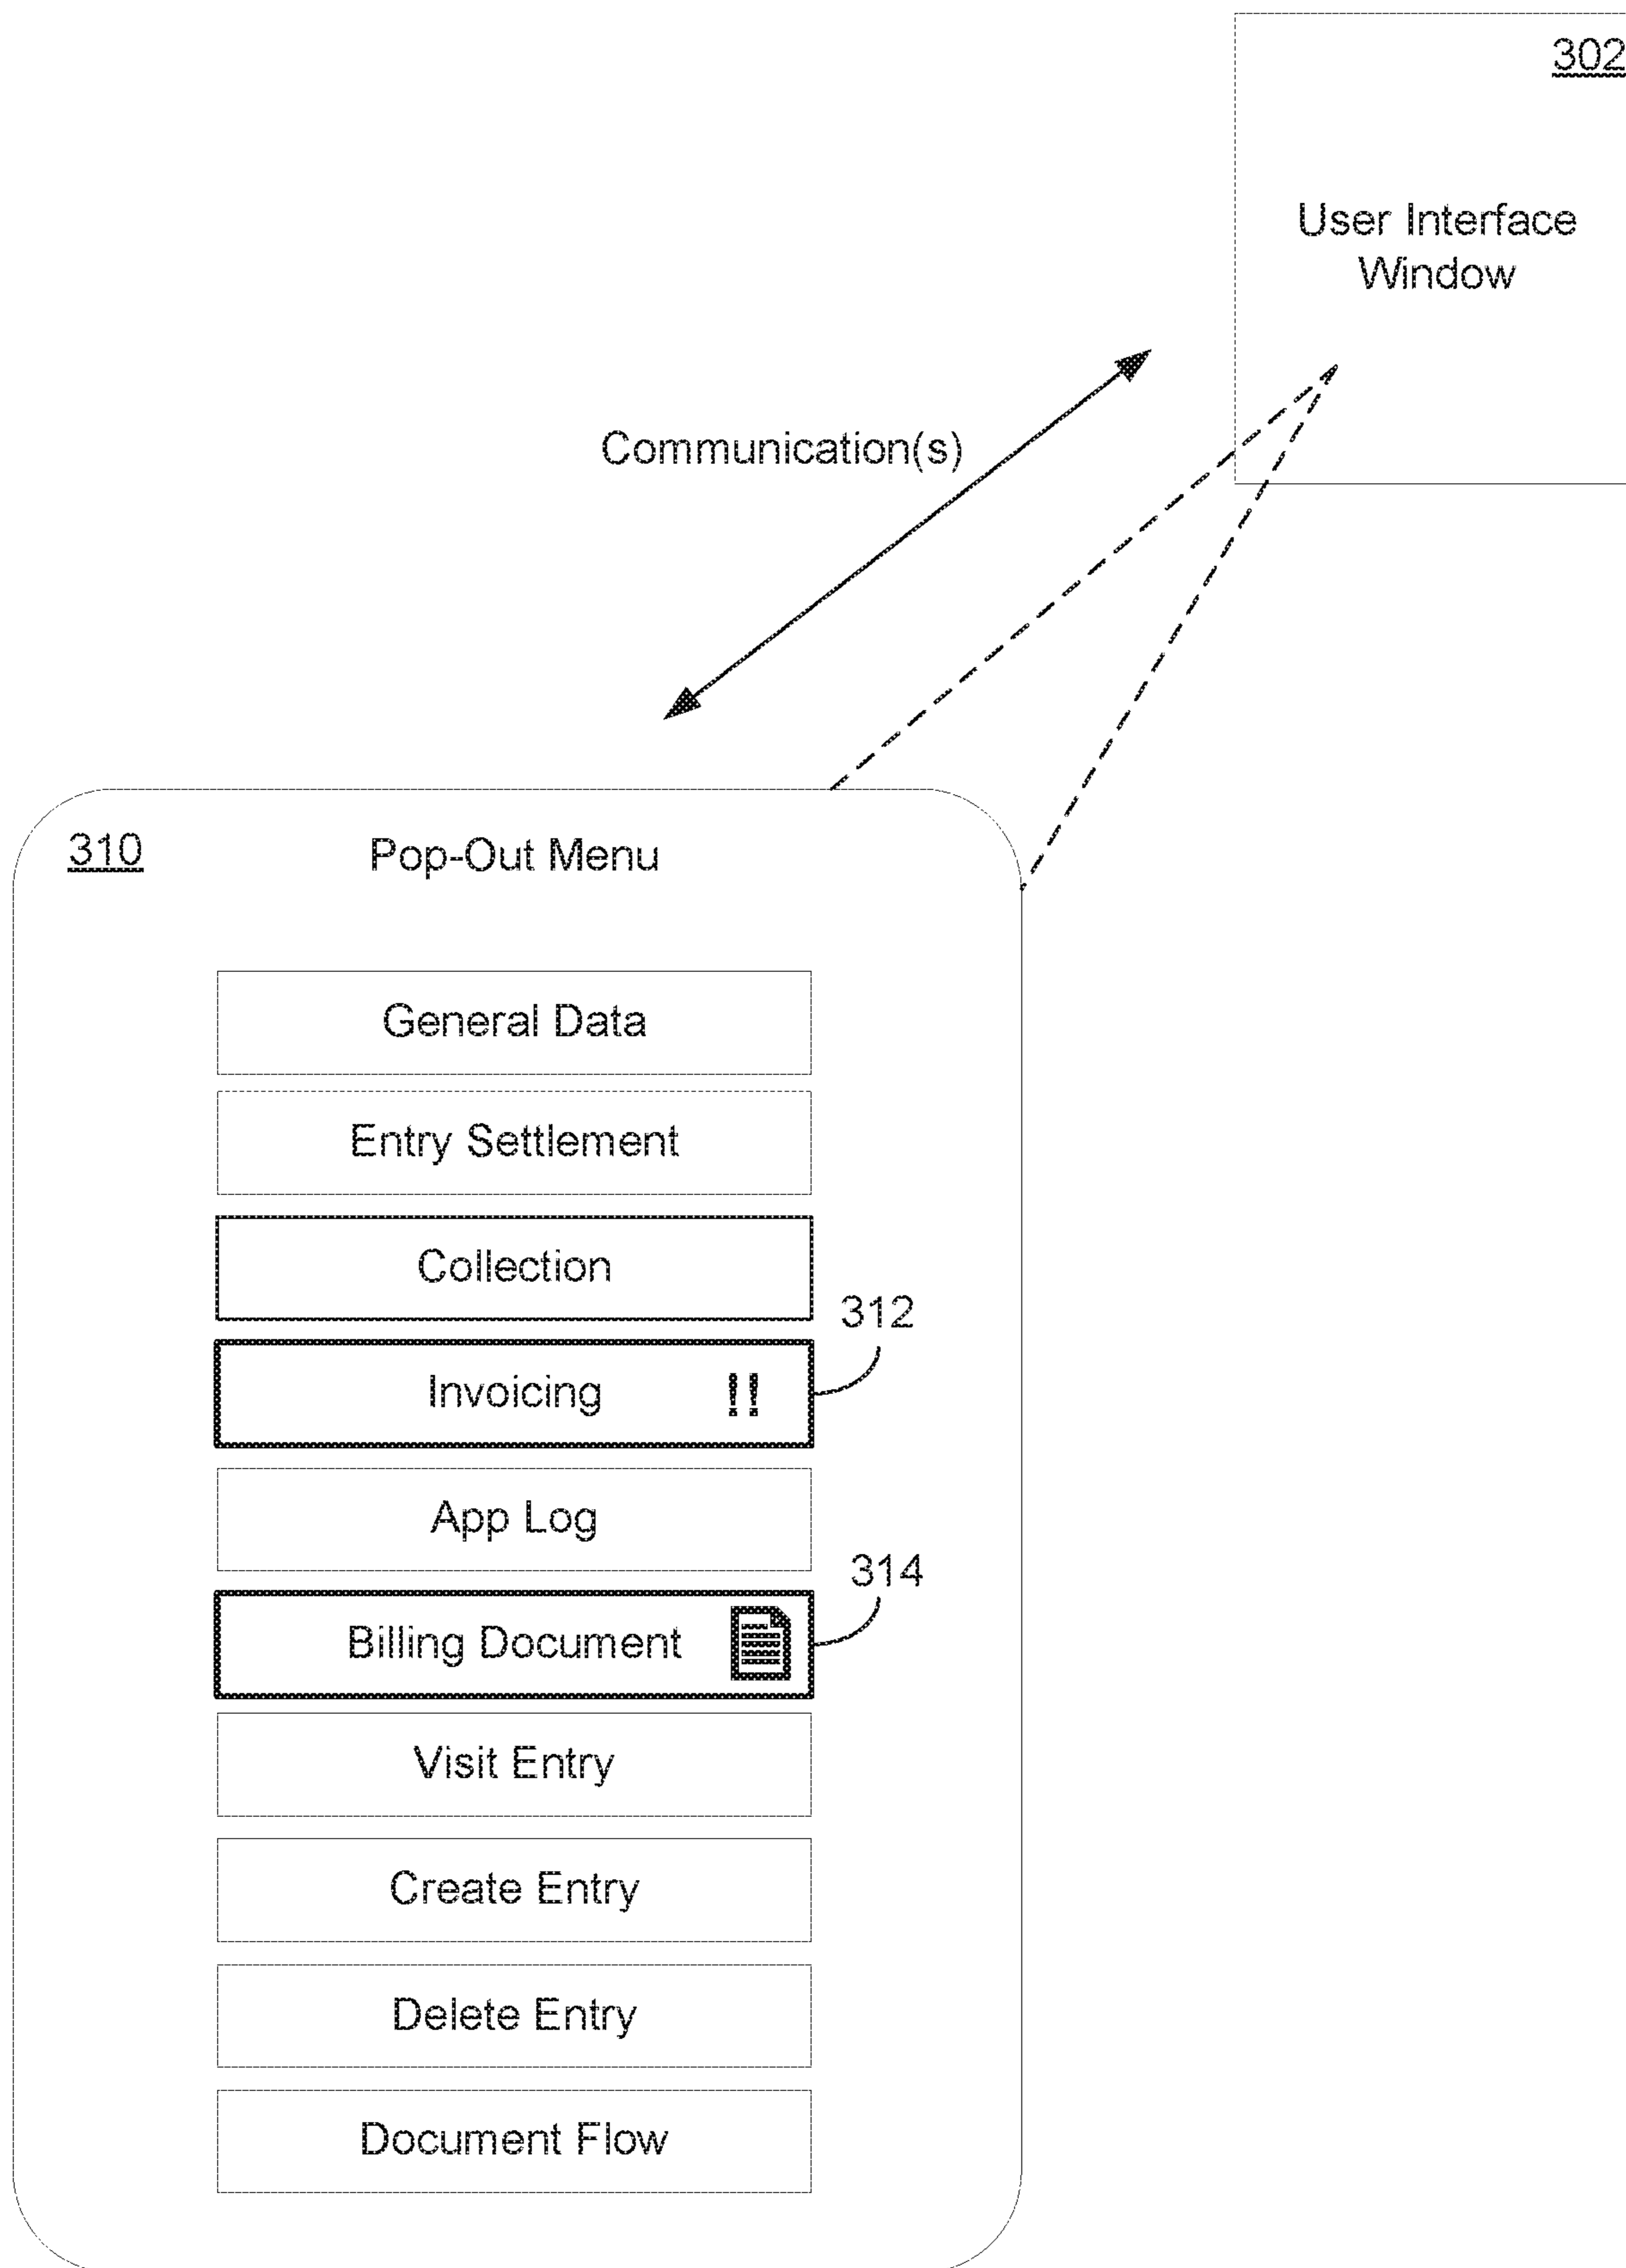 302
User Interface
Window
Communication(s)
310
Pop-Out Menu
General Data
Entry Settlement
Collection
312
Invoicing !!
App Log
314
Billing Document
Visit Entry
Create Entry
Delete Entry
Document Flow